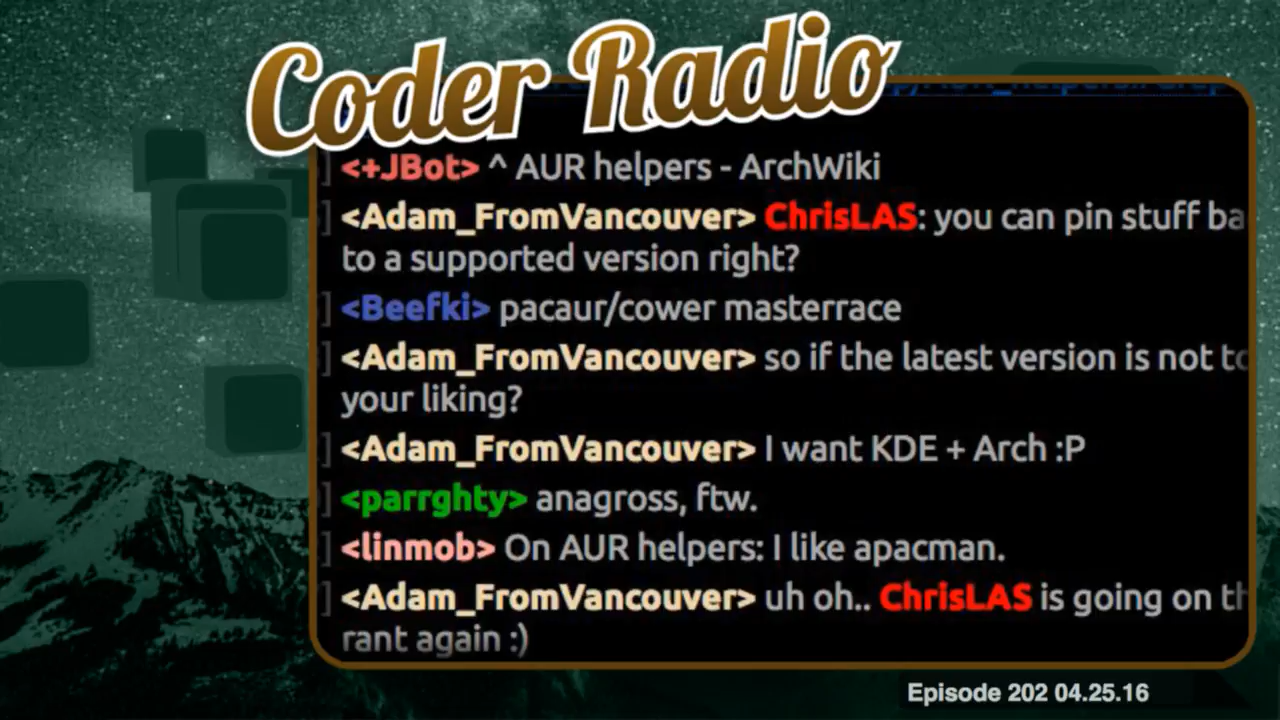 Coder Radio
<+JBot> ^ AUR helpers - ArchWiki
<Adam_FromVancouver> ChrisLAS: you can pin stuff
to a supported version right?
<Beefki> pacaur/cower masterrace
<Adam_FromVancouver> so if the latest version is not
your liking?
<Adam_FromVancouver> I want KDE + Arch :P
<parrghty> anagross, ftw.
<linmob> On AUR helpers: I like apacman.
<Adam_FromVancouver> uh oh.. ChrisLAS is going on
rant again :)
Episode 202 04.25.16